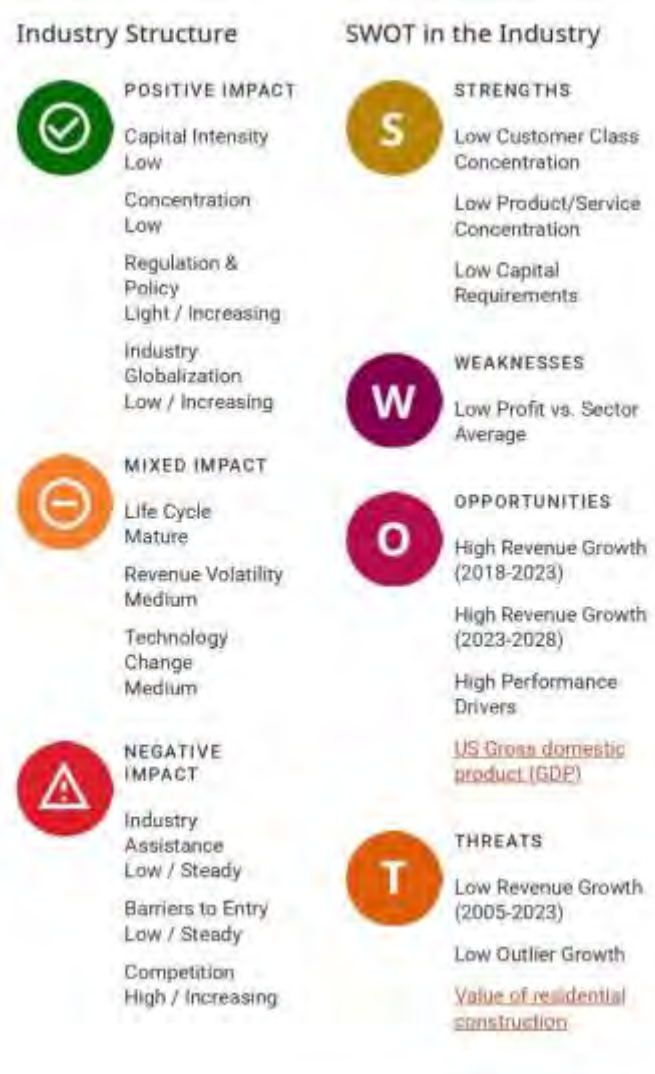 Industry Structure
POSITIVE IMPACT
Capital Intensity
Low
Concentration
Low
Regulation &
Policy
Light / Increasing
Industry
Globalization
Low / Increasing
MIXED IMPACT
Life Cycle
Mature
Revenue Volatility
Medium
Technology
Change
Medium
NEGATIVE
IMPACT
Industry
Assistance
Low / Steady
Barriers to Entry
Low / Steady
Competition
High / Increasing
SWOT in the Industry
S
STRENGTHS
Low Customer Class
Concentration
Low Product/Service
Concentration
Low Capital
Requirements
W
WEAKNESSES
Low Profit vs. Sector
Average
O
OPPORTUNITIES
High Revenue Growth
(2018-2023)
High Revenue Growth
(2023-2028)
High Performance
Drivers
US Gross domestic
product (GDP)
T
THREATS
Low Revenue Growth
(2005-2023)
Low Outlier Growth
Value of residential
construction